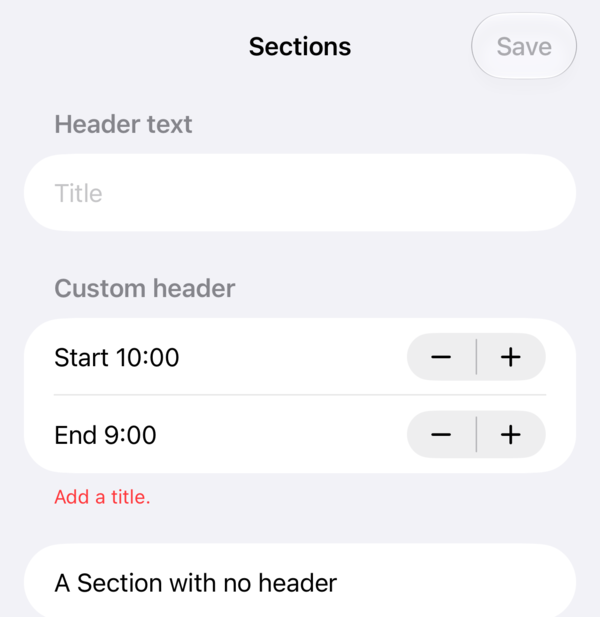 Sections
Save
Header text
Title
Custom header
Start 10:00
End 9:00
Add a title.
A Section with no header